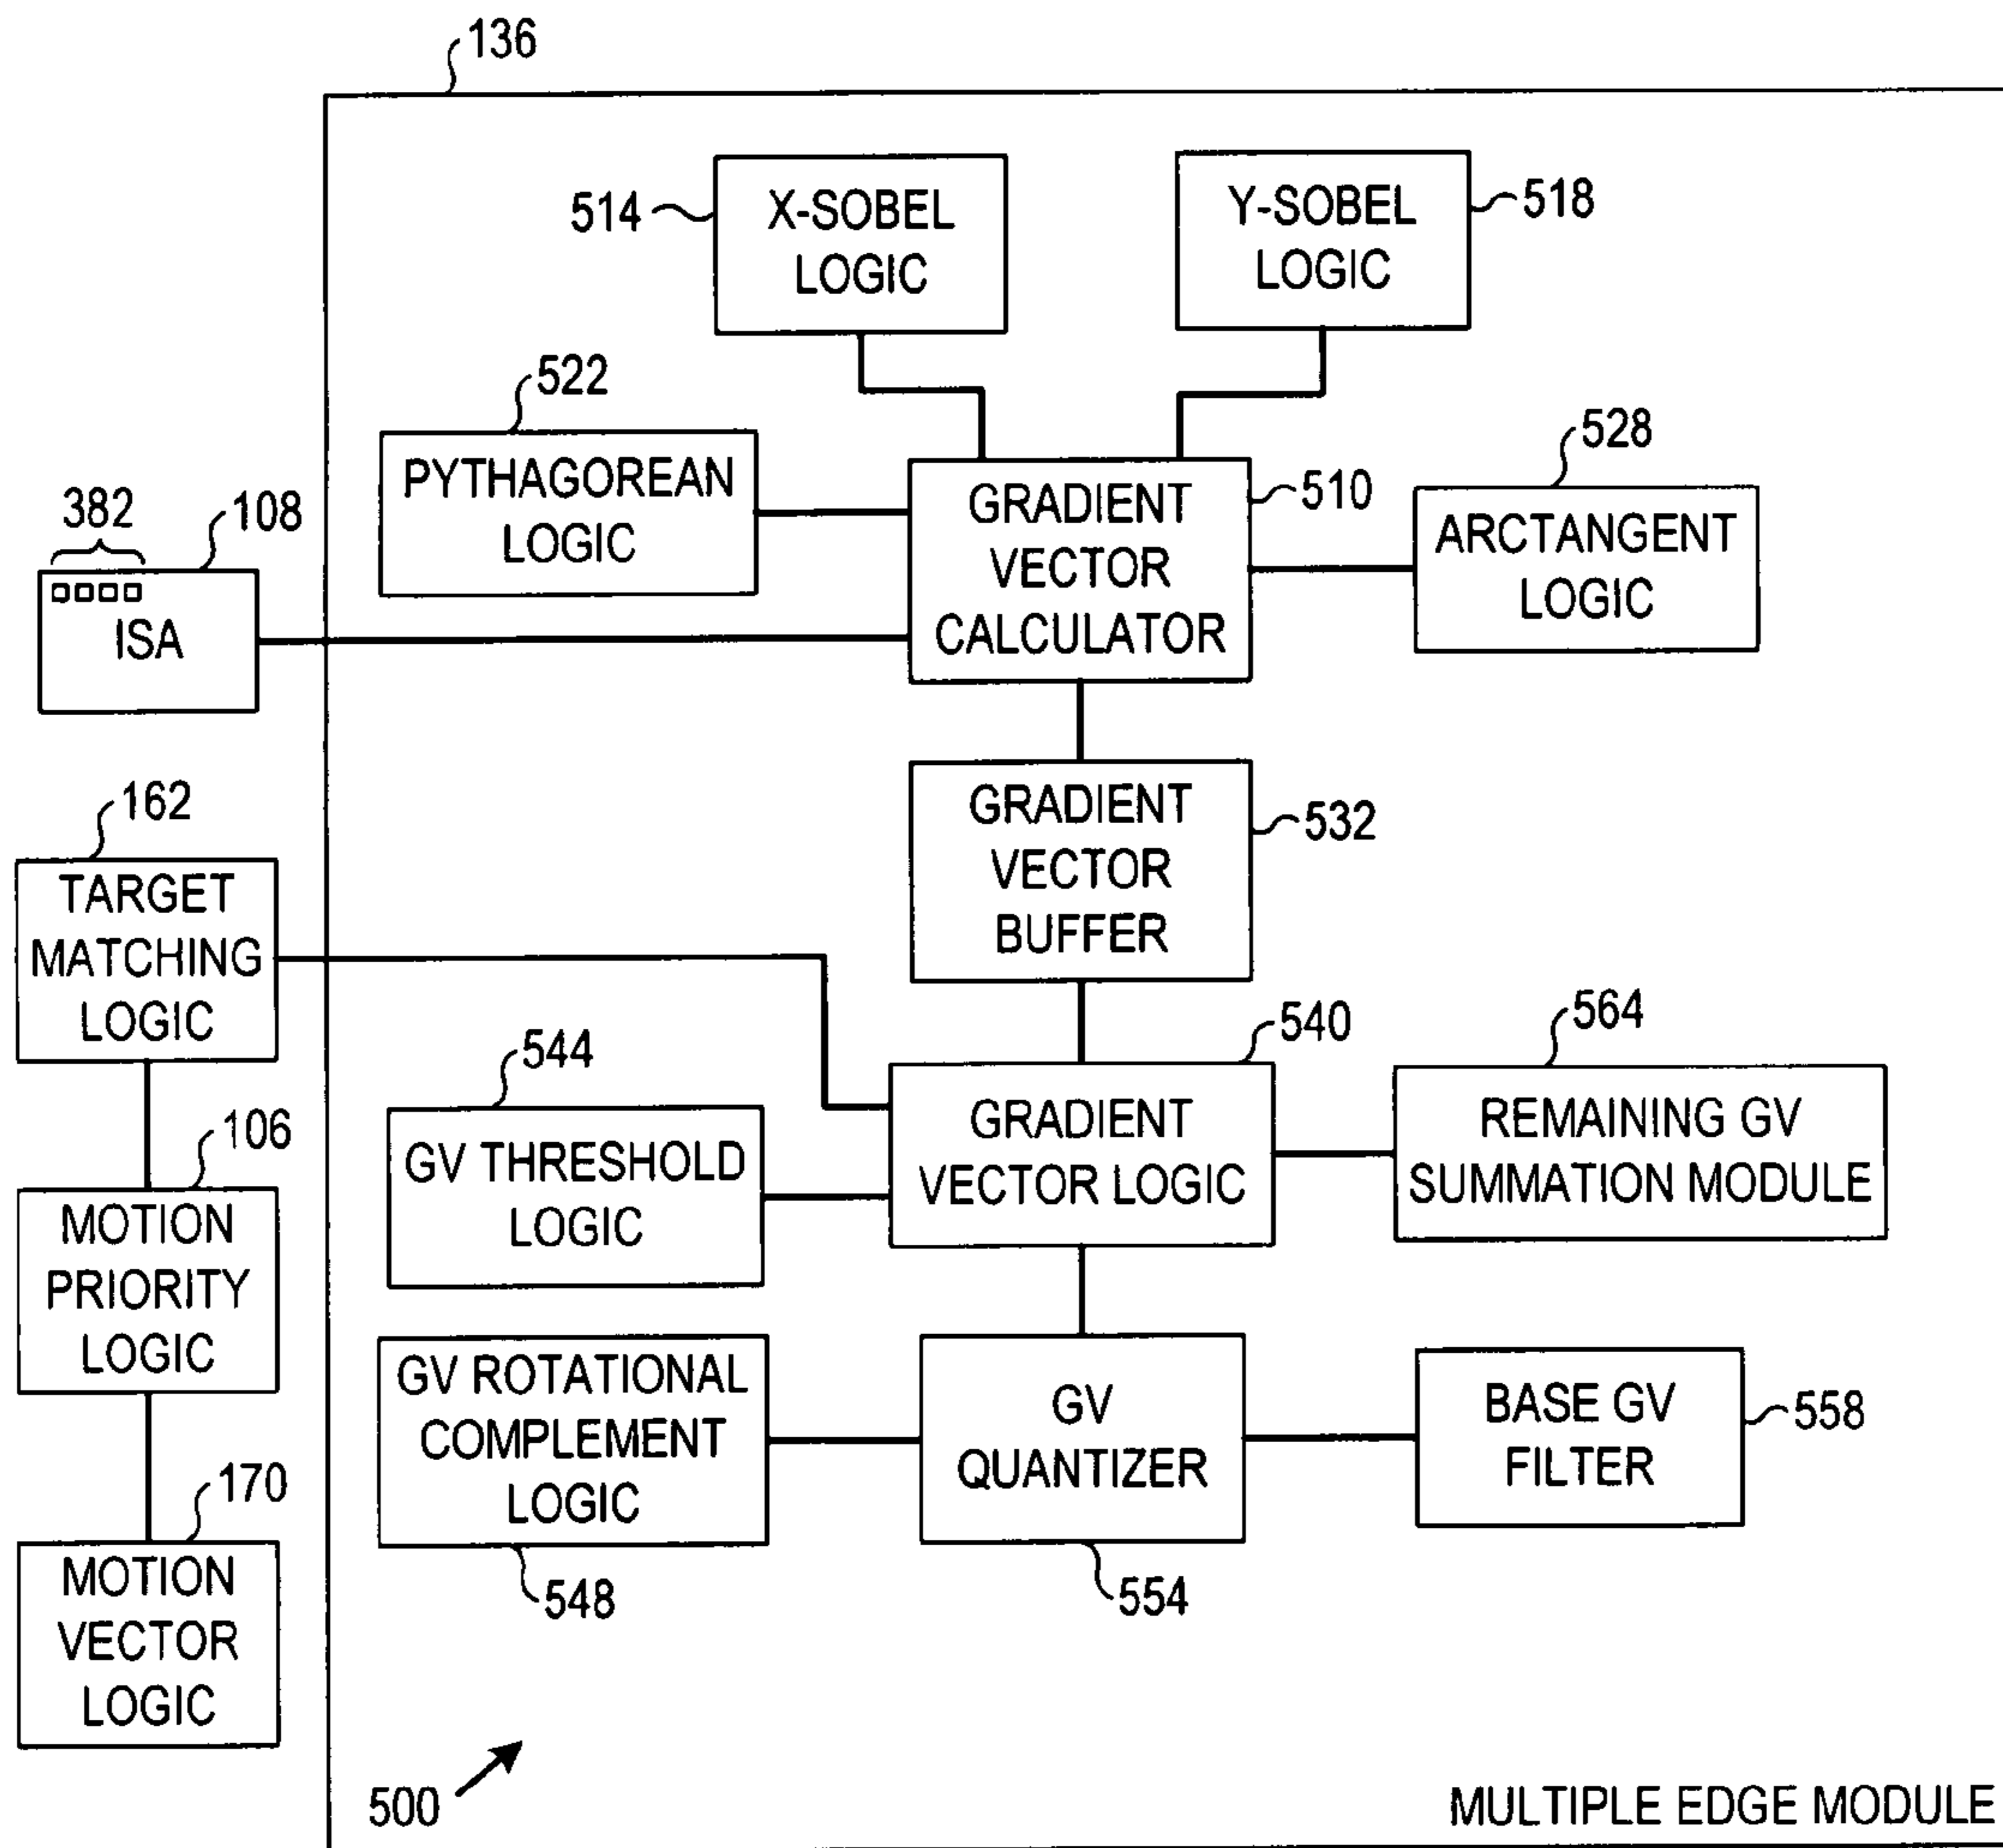 136
514
X-SOBEL
LOGIC
Y-SOBEL
LOGIC
518
522
PYTHAGOREAN
LOGIC
GRADIENT
VECTOR
CALCULATOR
510
528
ARCTANGENT
LOGIC
382
108
ISA
162
TARGET
MATCHING
LOGIC
GRADIENT
VECTOR
BUFFER
532
544
GV THRESHOLD
LOGIC
540
GRADIENT
VECTOR LOGIC
564
REMAINING GV
SUMMATION MODULE
106
MOTION
PRIORITY
LOGIC
GV ROTATIONAL
COMPLEMENT
LOGIC
548
GV
QUANTIZER
554
BASE GV
FILTER
558
170
MOTION
VECTOR
LOGIC
500
MULTIPLE EDGE MODULE